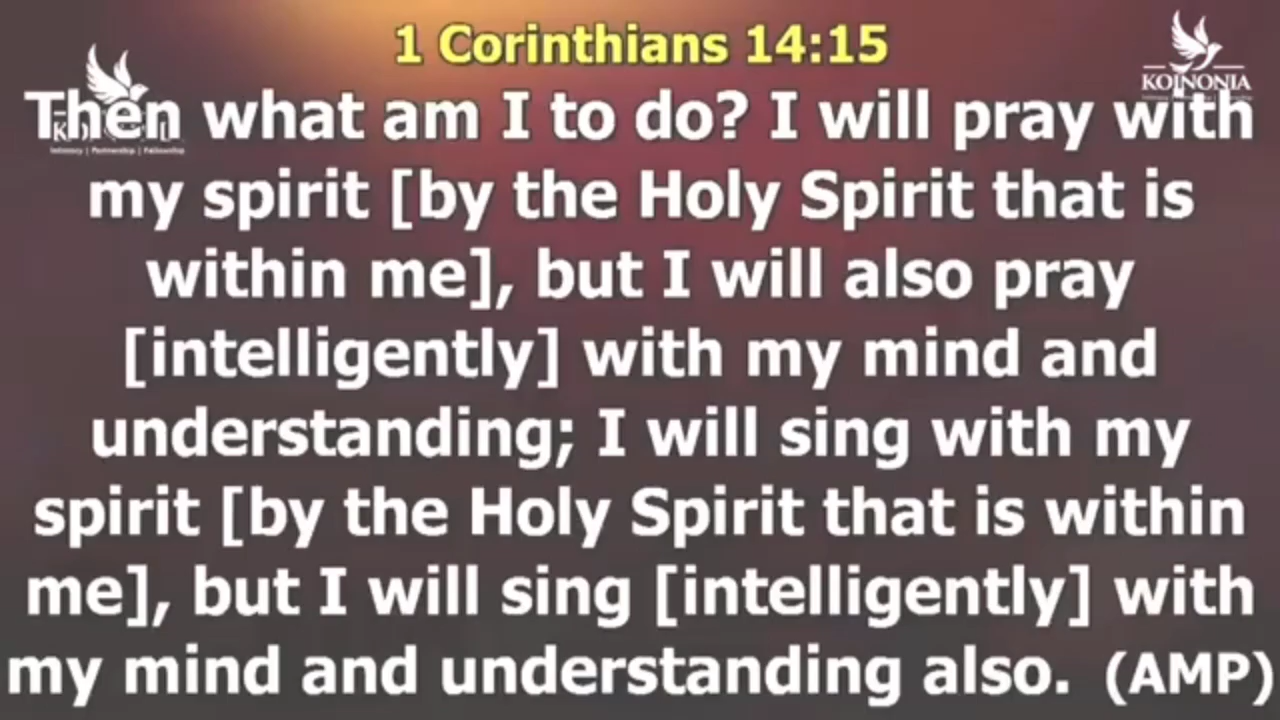 1 Corinthians 14:15
KOINONIA
Then what am I to do? I will pray with
Intimacy | Partnership | Fellowship
my spirit [by the Holy Spirit that is
within me], but I will also pray
[intelligently] with my mind and
understanding; I will sing with my
spirit [by the Holy Spirit that is within
me], but I will sing [intelligently] with
my mind and understanding also. (AMP)